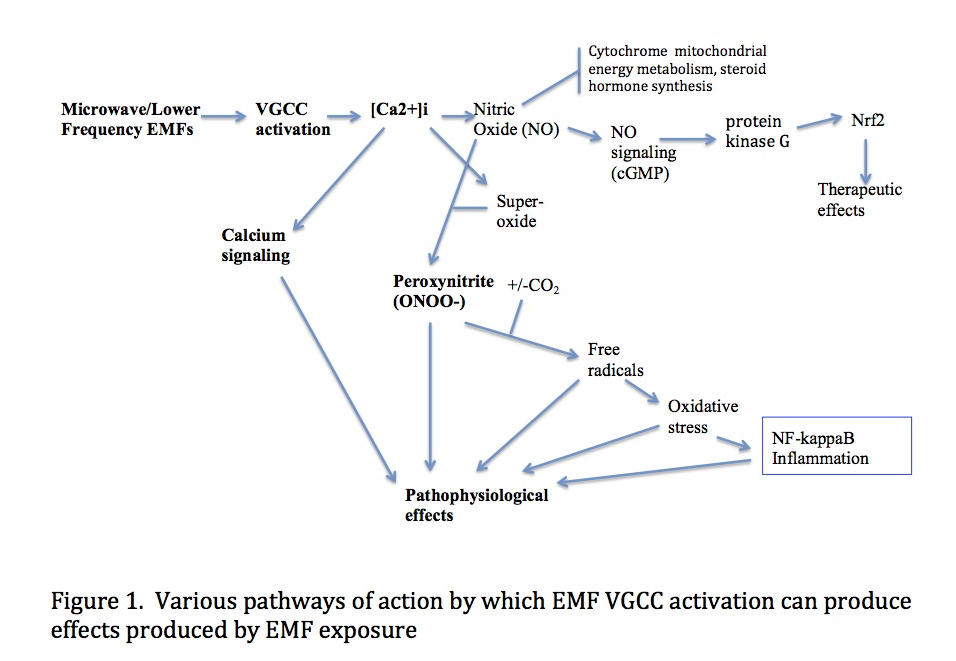 Cytochrome mitochondrial
energy metabolism, steroid
hormone synthesis
Microwave/Lower
Frequency EMFs
VGCC
activation
[Ca2+]i
Nitric
Oxide (NO)
NO
signaling
(cGMP)
protein
kinase G
Nrf2
Therapeutic
effects
Super-
oxide
Calcium
signaling
Peroxynitrite
(ONOO-)
+/-CO₂
Free
radicals
Oxidative
stress
NF-kappaB
Inflammation
Pathophysiological
effects
Figure 1. Various pathways of action by which EMF VGCC activation can produce
effects produced by EMF exposure